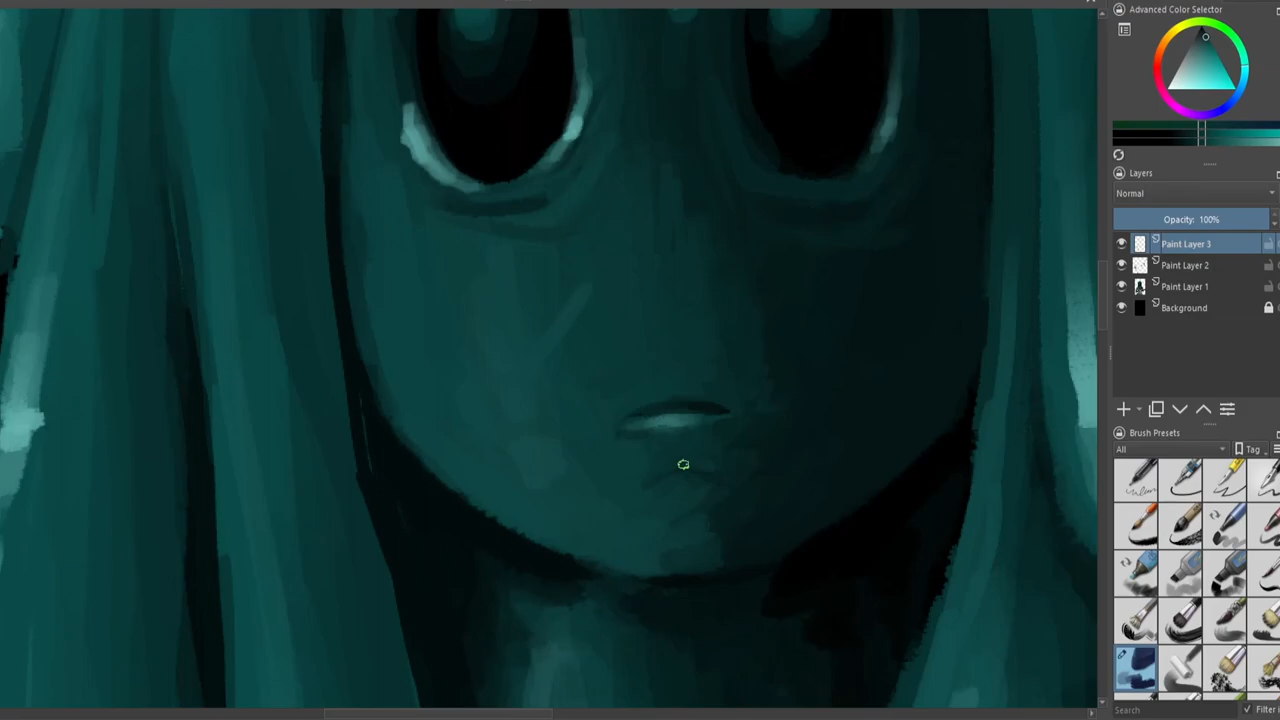 Advanced Color Selector
Layers
Normal
Opacity: 100%
Paint Layer 3
Paint Layer 2
Paint Layer 1
Background
Brush Presets
All
Tag
Search
Filter